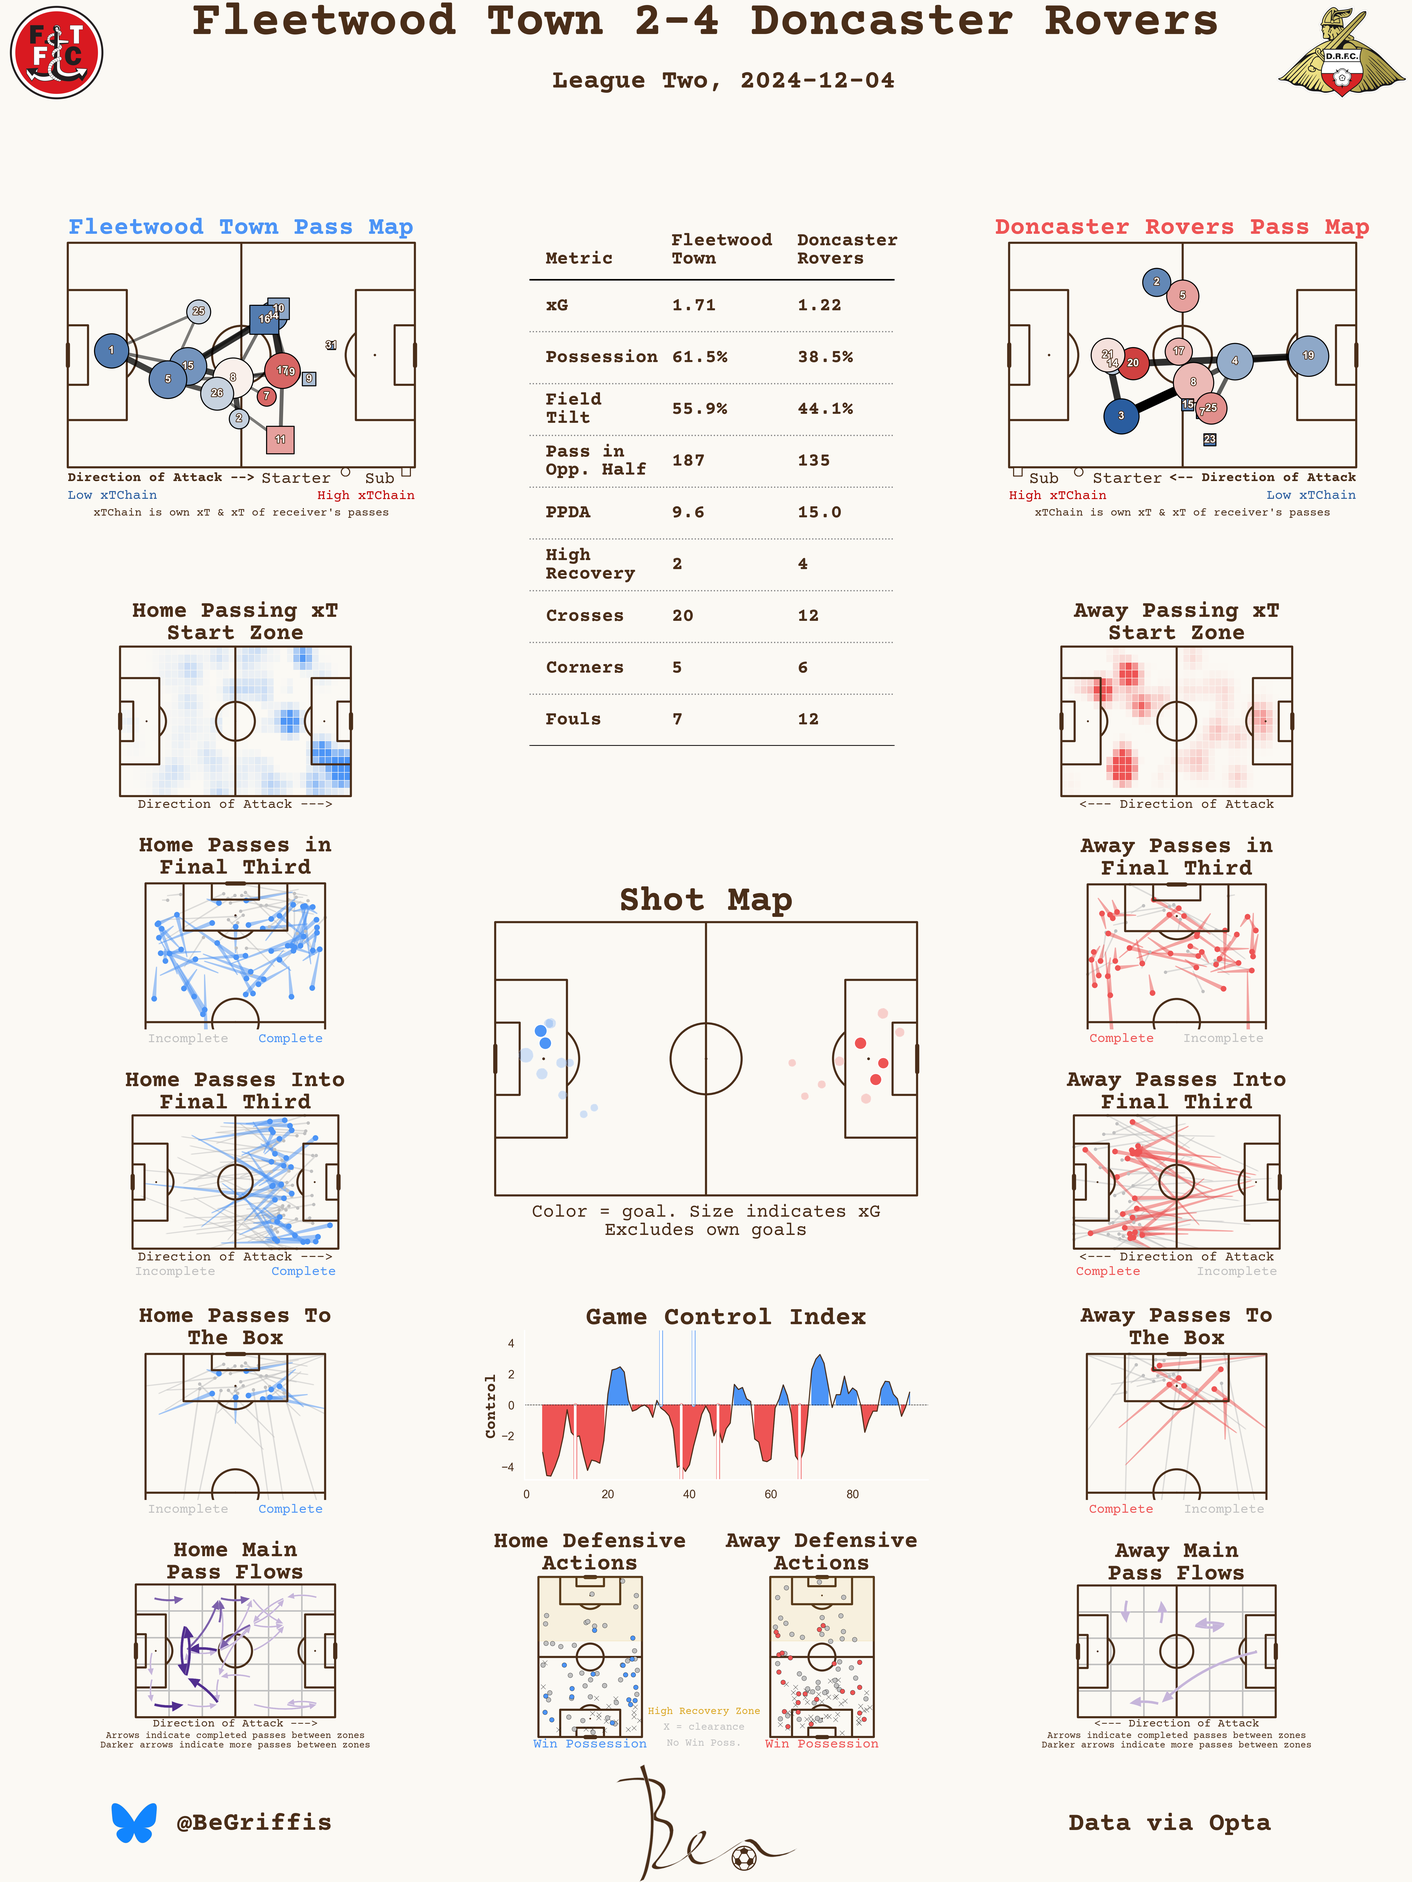 Fleetwood Town 2-4 Doncaster Rovers
League Two, 2024-12-04
F T
F C
D.R.F.C.
Fleetwood Town Pass Map
25
10
16
14
1
15
5
8
17
19
9
31
26
7
2
11
Direction of Attack --> Starter Sub
Low xTChain High xTChain
xTChain is own xT & xT of receiver's passes
Metric Fleetwood Town Doncaster Rovers
xG 1.71 1.22
Possession 61.5% 38.5%
Field Tilt 55.9% 44.1%
Pass in Opp. Half 187 135
PPDA 9.6 15.0
High Recovery 2 4
Crosses 20 12
Corners 5 6
Fouls 7 12
Doncaster Rovers Pass Map
2
5
21
14
20
17
4
19
8
3
15
7
25
23
Sub Starter <-- Direction of Attack
High xTChain Low xTChain
xTChain is own xT & xT of receiver's passes
Home Passing xT
Start Zone
Direction of Attack --->
Away Passing xT
Start Zone
<--- Direction of Attack
Home Passes in
Final Third
Incomplete Complete
Away Passes in
Final Third
Complete Incomplete
Shot Map
Color = goal. Size indicates xG
Excludes own goals
Home Passes Into
Final Third
Direction of Attack --->
Incomplete Complete
Away Passes Into
Final Third
<--- Direction of Attack
Complete Incomplete
Home Passes To
The Box
Incomplete Complete
Game Control Index
Control
4
2
0
−2
−4
0 20 40 60 80
Away Passes To
The Box
Complete Incomplete
Home Main
Pass Flows
Direction of Attack --->
Arrows indicate completed passes between zones
Darker arrows indicate more passes between zones
Home Defensive
Actions
Win Possession
High Recovery Zone
X = clearance
No Win Poss.
Away Defensive
Actions
Win Possession
Away Main
Pass Flows
<--- Direction of Attack
Arrows indicate completed passes between zones
Darker arrows indicate more passes between zones
@BeGriffis
Ben
Data via Opta